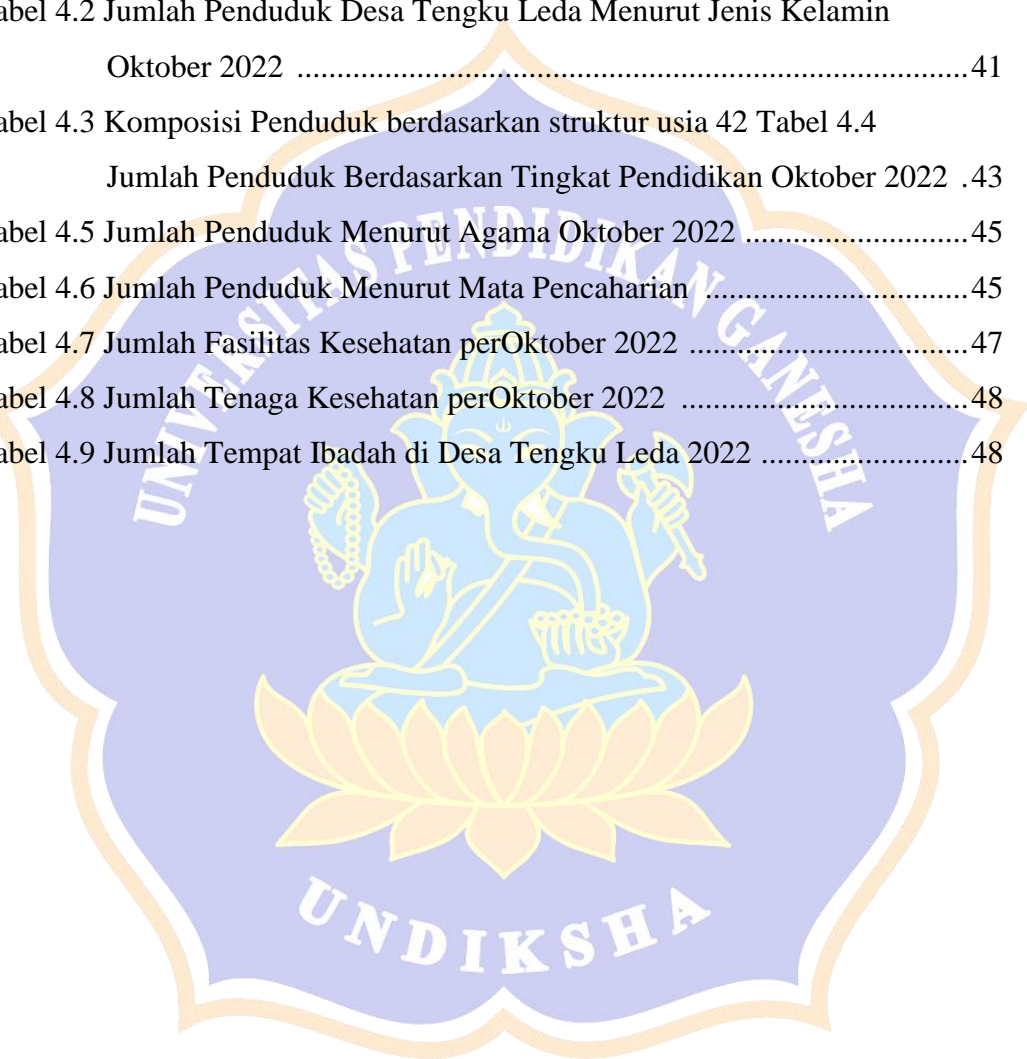 abel 4.2 Jumlah Penduduk Desa Tengku Leda Menurut Jenis Kelamin
Oktober 2022 ............................................................................................41
abel 4.3 Komposisi Penduduk berdasarkan struktur usia 42 Tabel 4.4
Jumlah Penduduk Berdasarkan Tingkat Pendidikan Oktober 2022 .43
abel 4.5 Jumlah Penduduk Menurut Agama Oktober 2022 ...............................45
abel 4.6 Jumlah Penduduk Menurut Mata Pencaharian ....................................45
abel 4.7 Jumlah Fasilitas Kesehatan perOktober 2022 ......................................47
abel 4.8 Jumlah Tenaga Kesehatan perOktober 2022 .......................................48
abel 4.9 Jumlah Tempat Ibadah di Desa Tengku Leda 2022 ............................48
UNIVERSITAS PENDIDIKAN GANESHA
UNDIKSHA